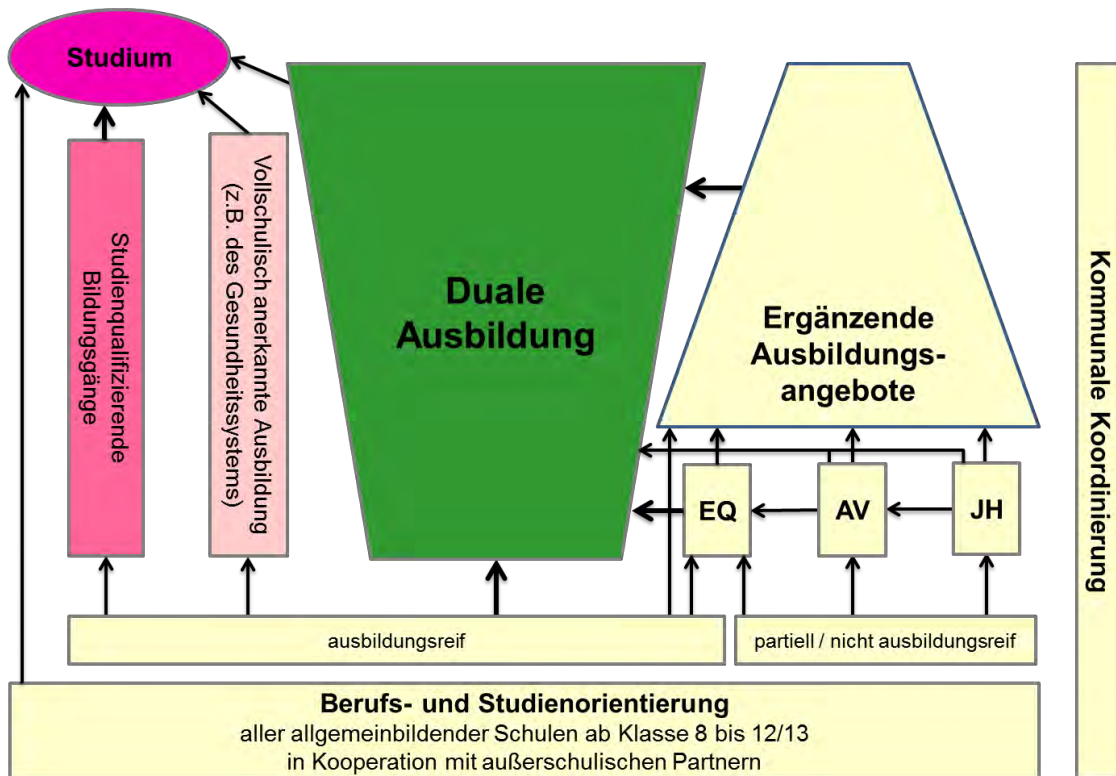 Studium
Studienqualifizierende
Bildungsgänge
Vollschulisch anerkannte Ausbildung
(z.B. des Gesundheitssystems)
Duale
Ausbildung
Ergänzende
Ausbildungs-
angebote
EQ
AV
JH
Kommunale Koordinierung
ausbildungsreif
partiell / nicht ausbildungsreif
Berufs- und Studienorientierung
aller allgemeinbildender Schulen ab Klasse 8 bis 12/13
in Kooperation mit außerschulischen Partnern